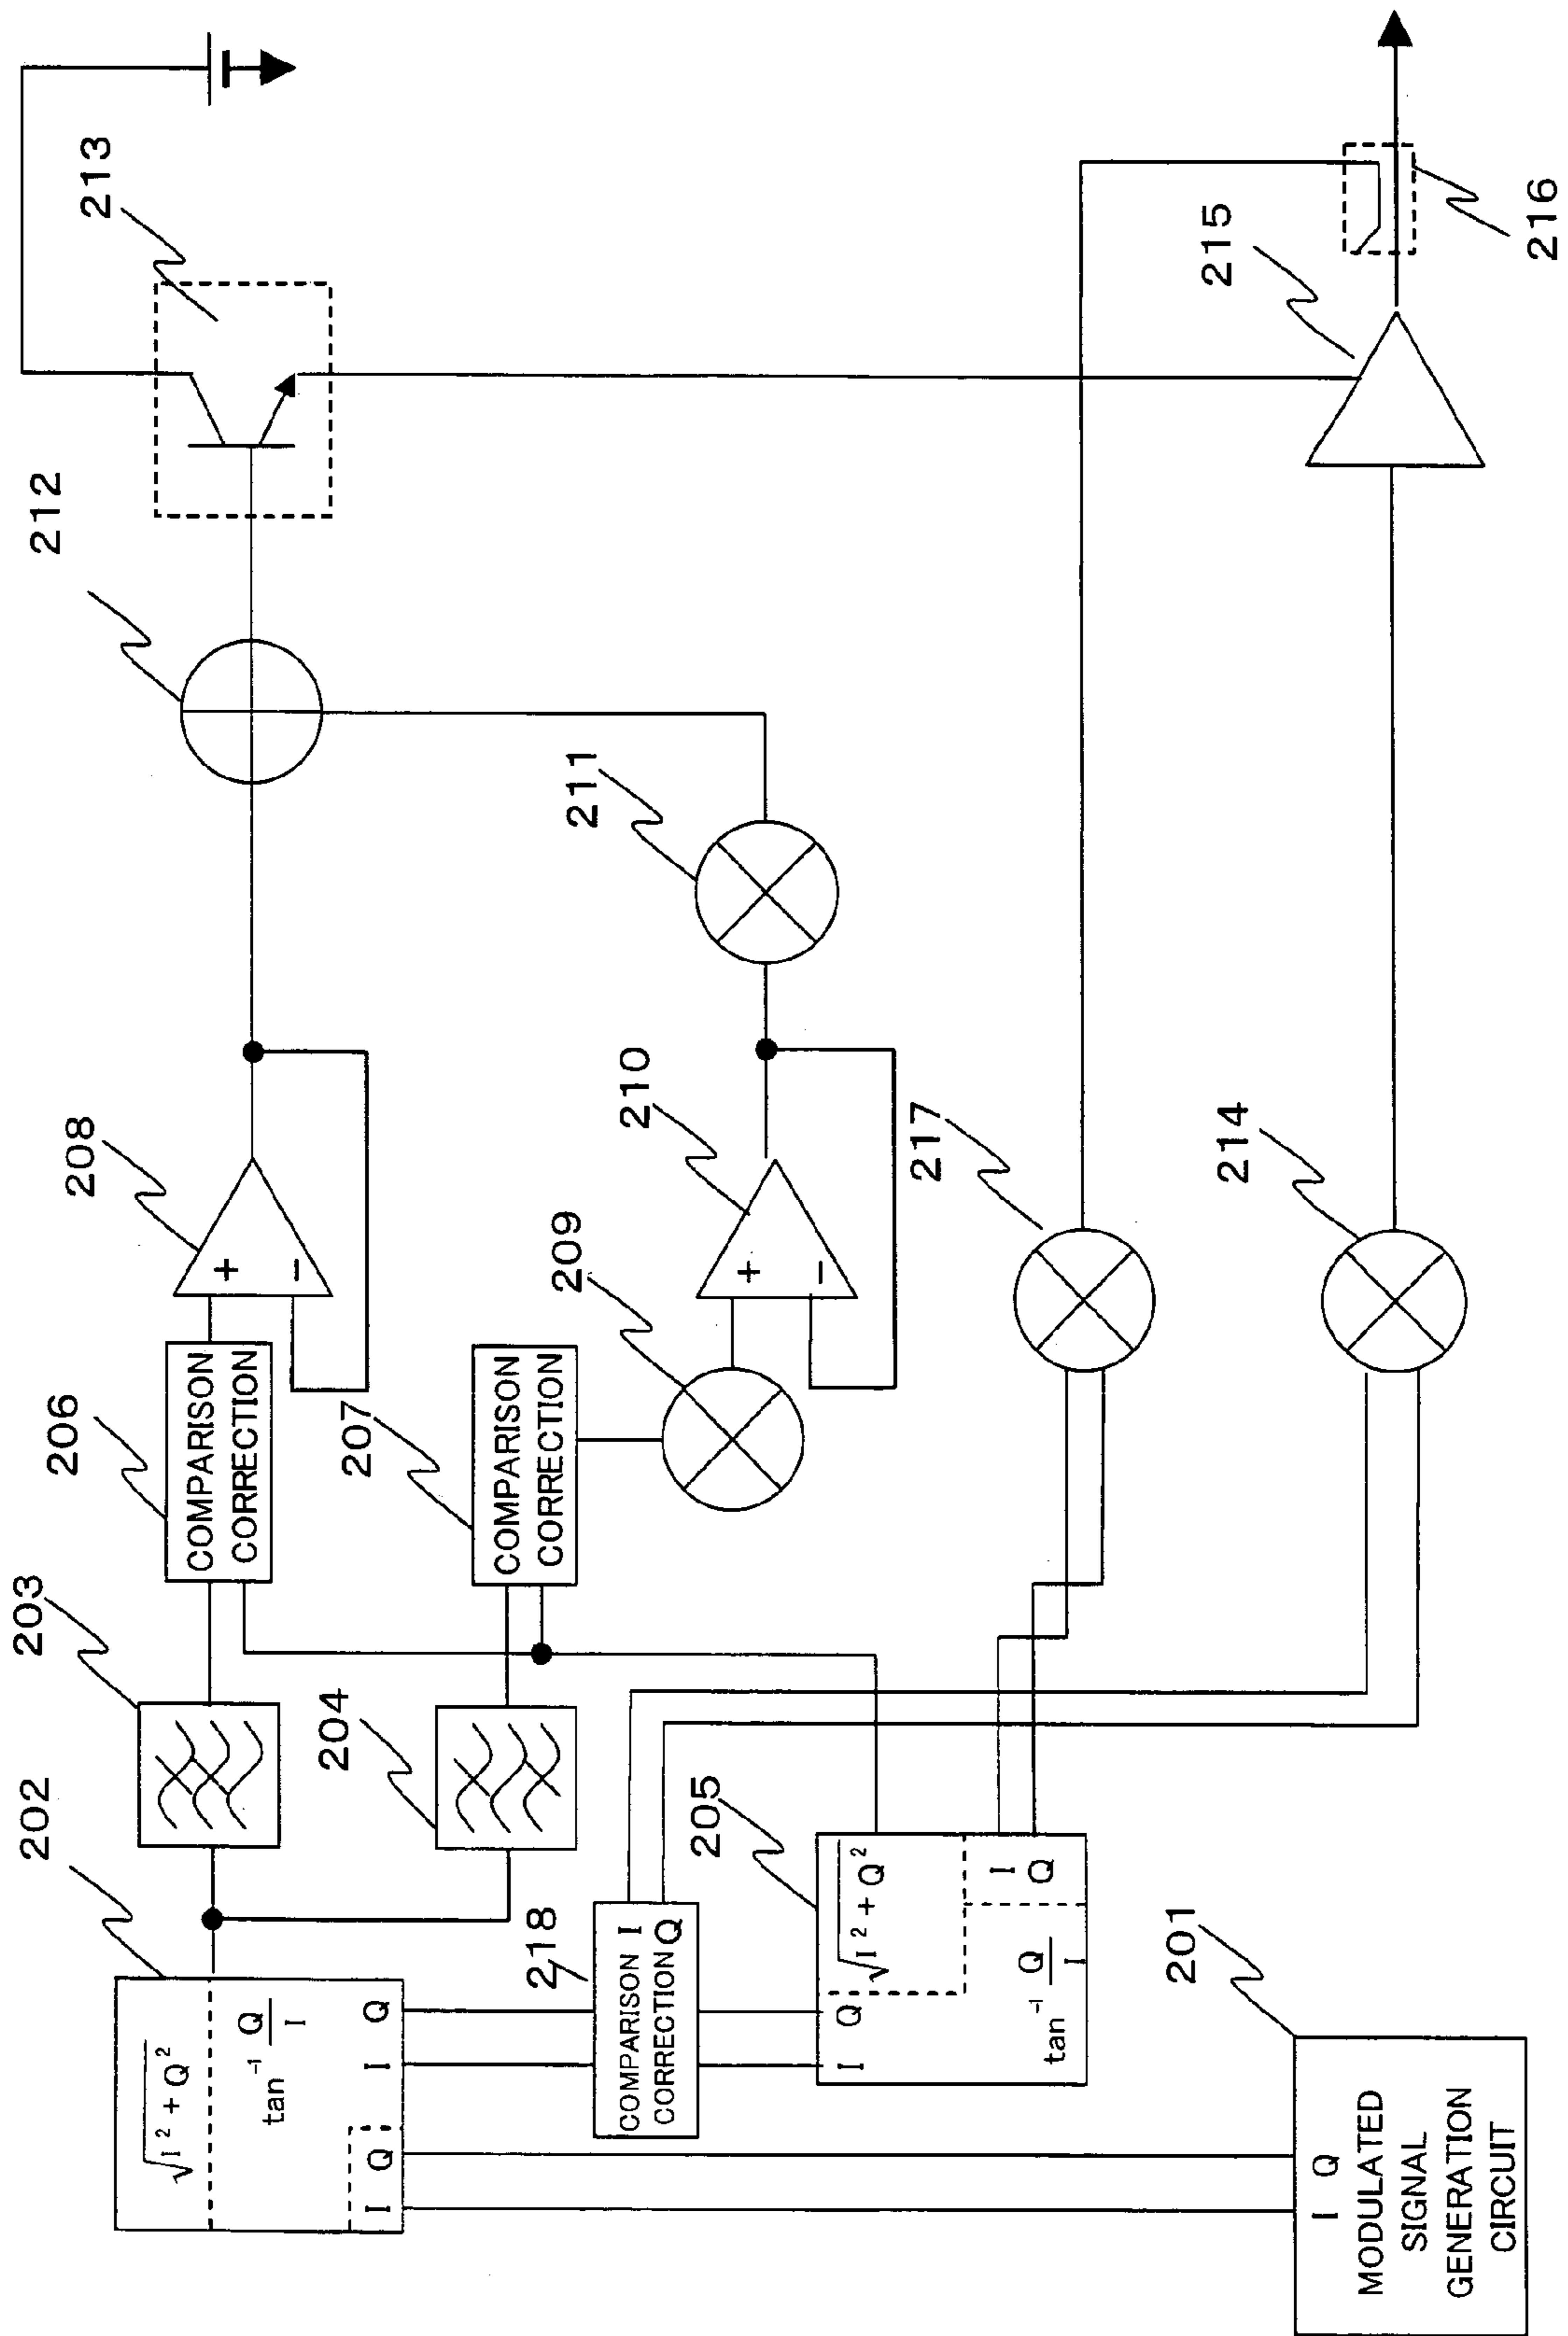 202
√I² + Q²
tan⁻¹ Q/I
I Q
I Q
203
204
206
COMPARISON
CORRECTION
207
COMPARISON
CORRECTION
208
+
−
209
210
+
−
211
212
213
218
COMPARISON I
CORRECTION Q
205
√I² + Q²
I Q
tan⁻¹ Q/I
I
Q
217
214
215
216
201
I Q
MODULATED
SIGNAL
GENERATION
CIRCUIT